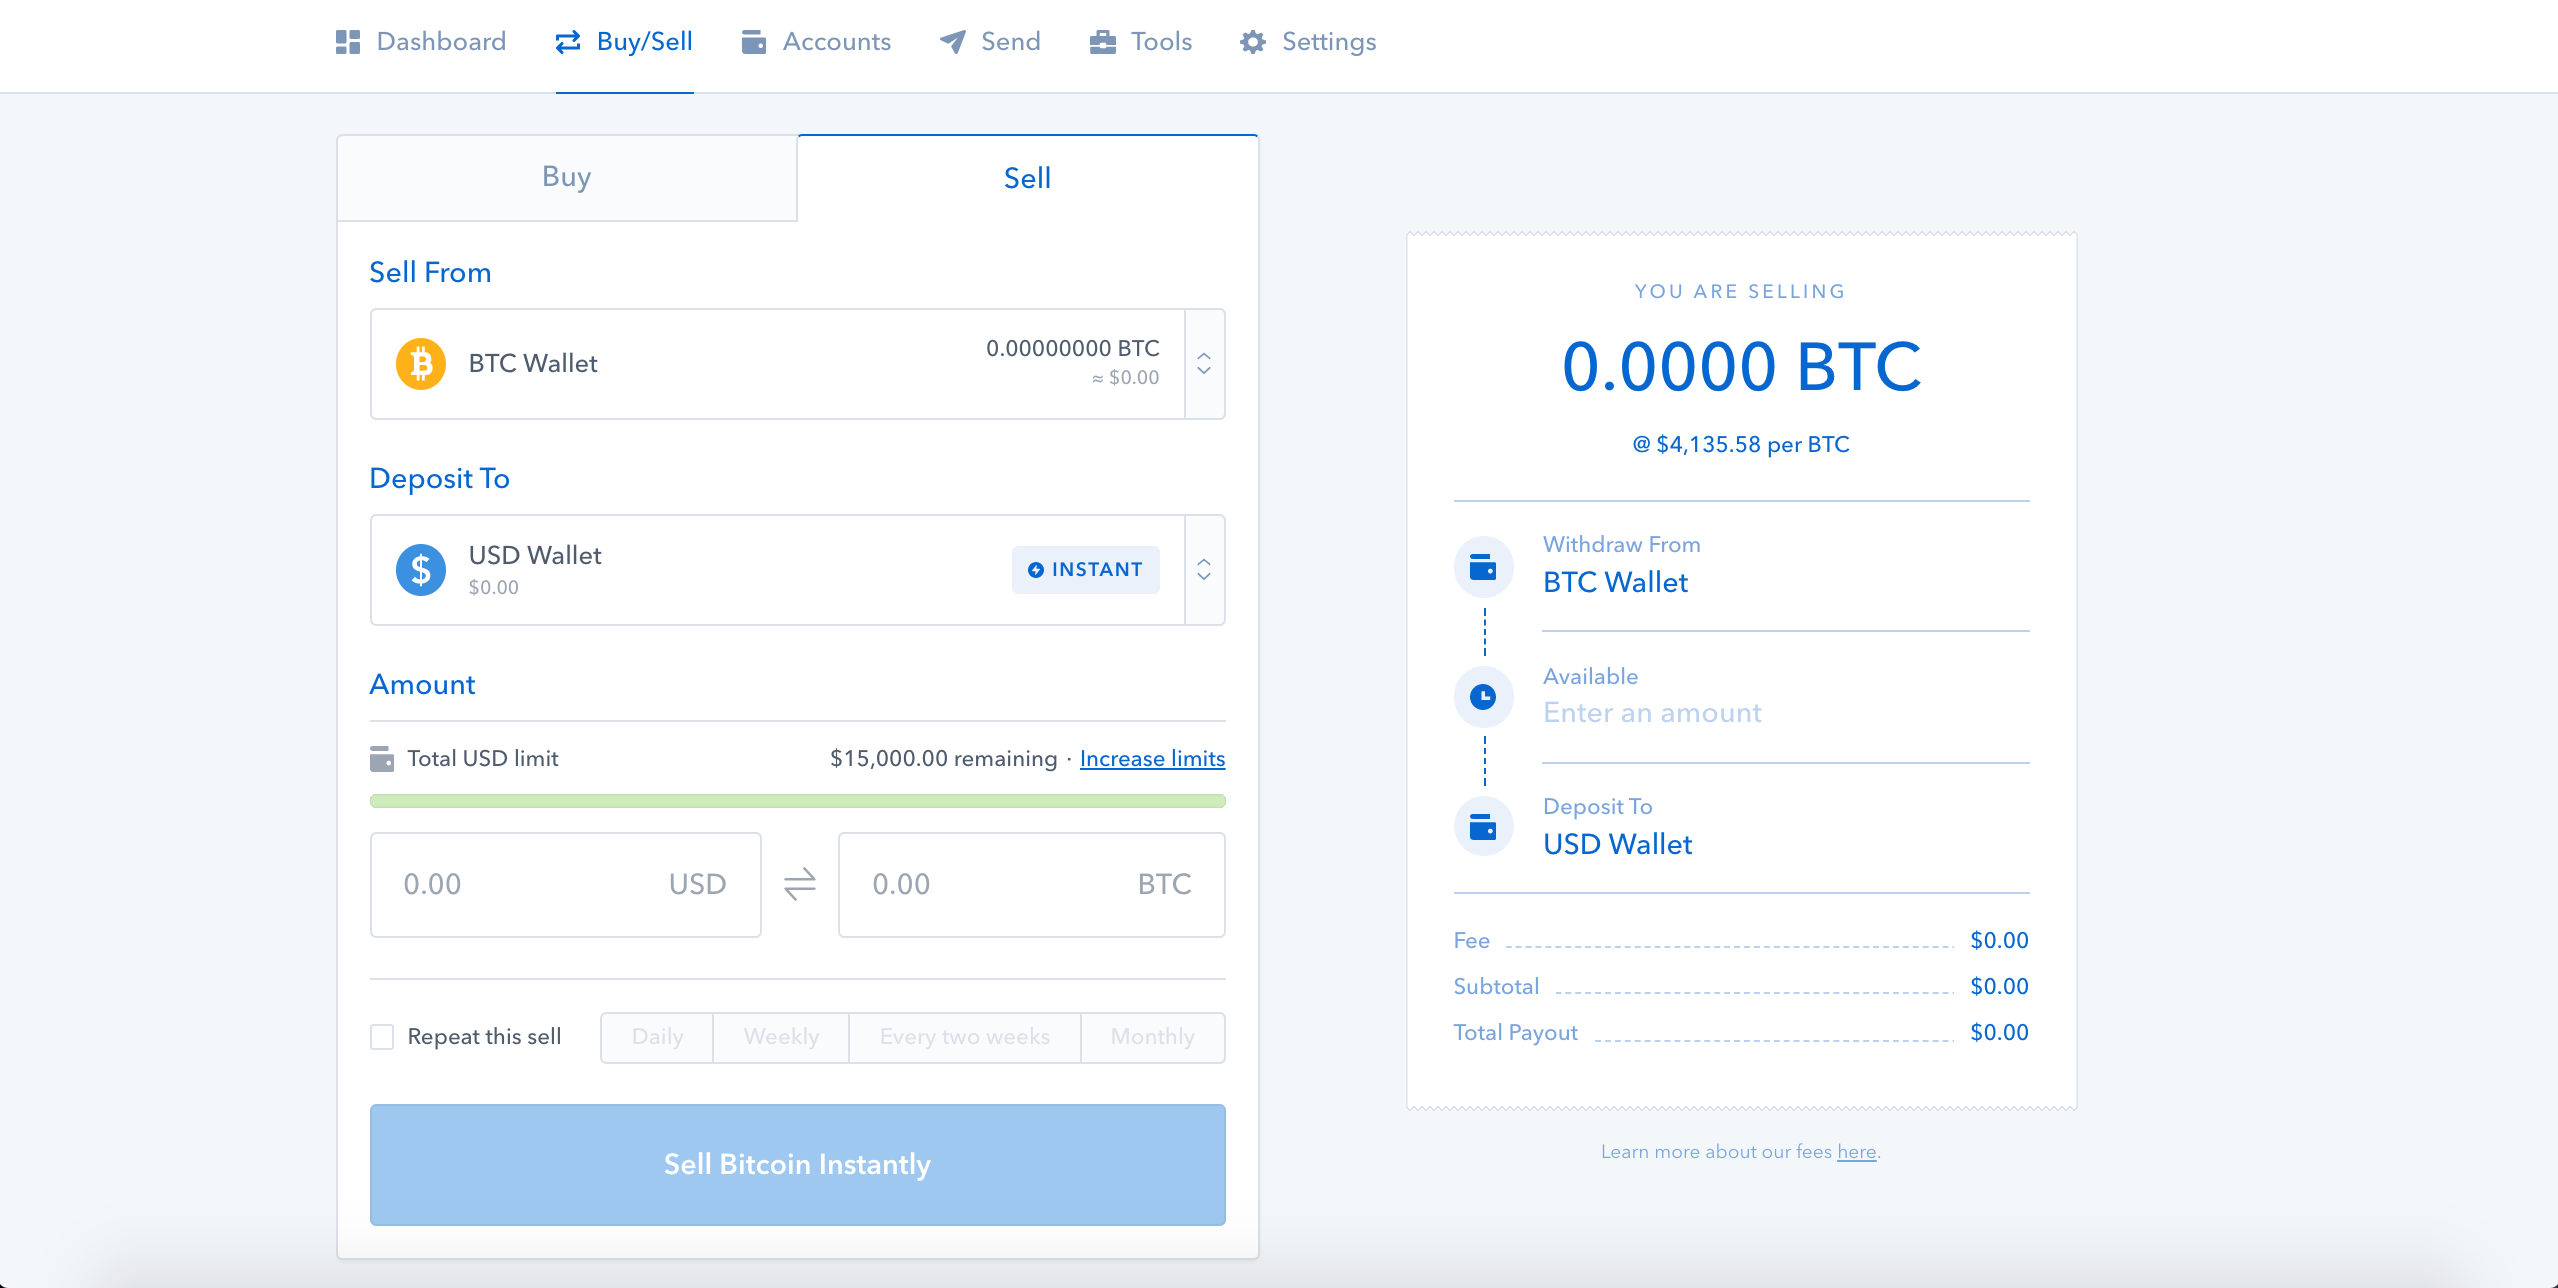 Dashboard
Buy/Sell
Accounts
Send
Tools
Settings
Buy
Sell
Sell From
BTC Wallet
0.00000000 BTC
≈ $0.00
Deposit To
USD Wallet
$0.00
INSTANT
Amount
Total USD limit
$15,000.00 remaining · Increase limits
0.00 USD
0.00 BTC
Repeat this sell
Daily
Weekly
Every two weeks
Monthly
Sell Bitcoin Instantly
YOU ARE SELLING
0.0000 BTC
@ $4,135.58 per BTC
Withdraw From
BTC Wallet
Available
Enter an amount
Deposit To
USD Wallet
Fee $0.00
Subtotal $0.00
Total Payout $0.00
Learn more about our fees here.